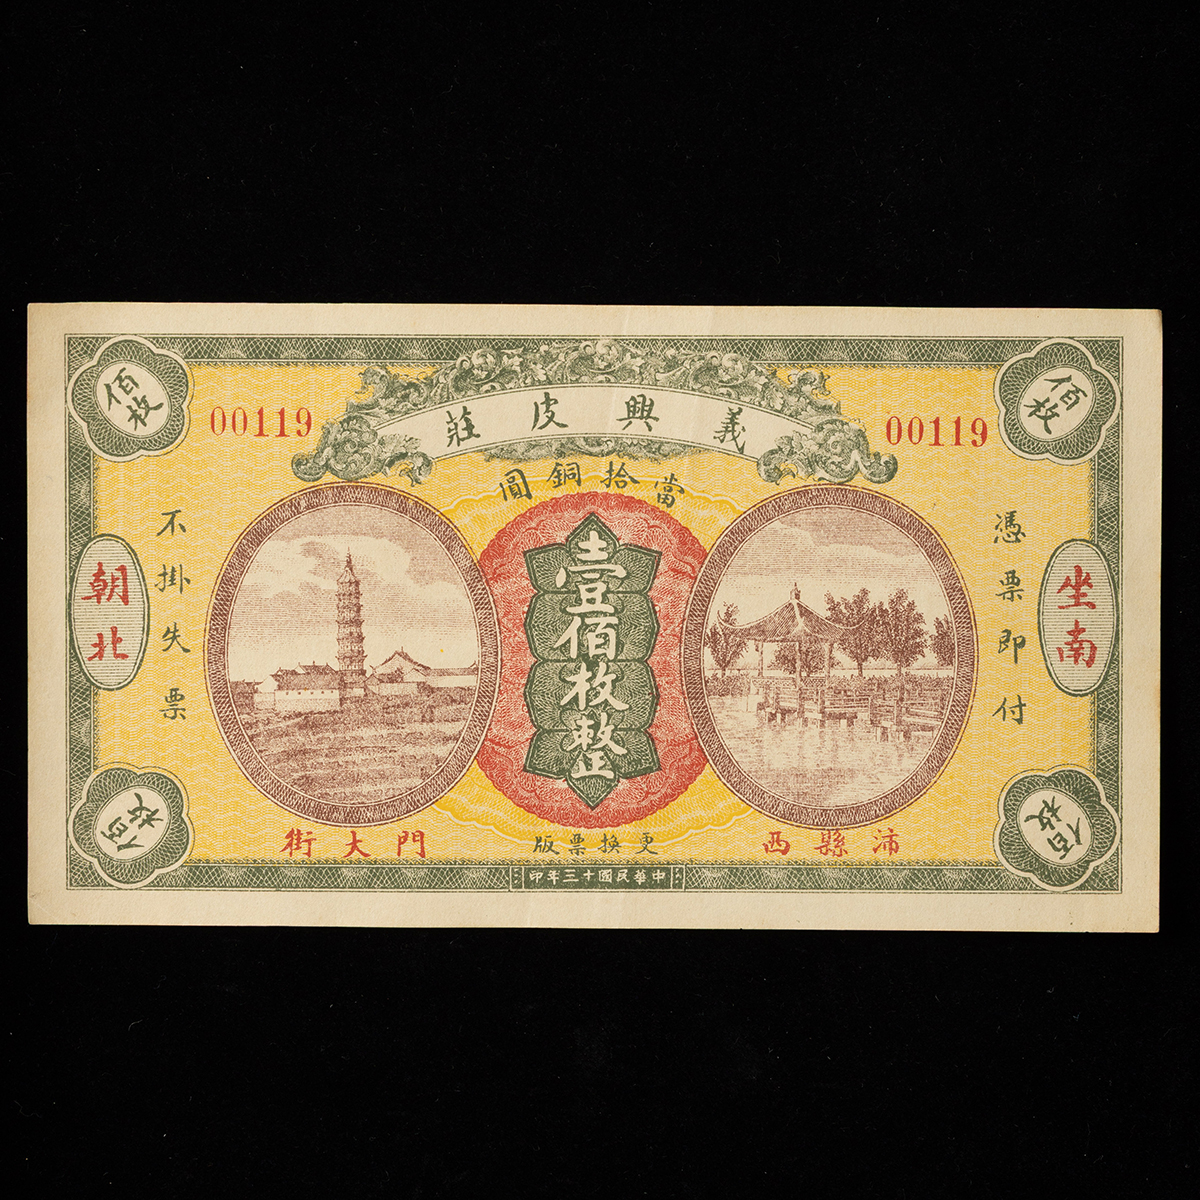 義興皮莊
00119
00119
當拾銅圓
壹佰枚整
憑票即付
不掛失票
坐南
朝北
沛縣西
門大街
更換票版
中華民國十三年印
佰枚
佰枚
佰枚
佰枚